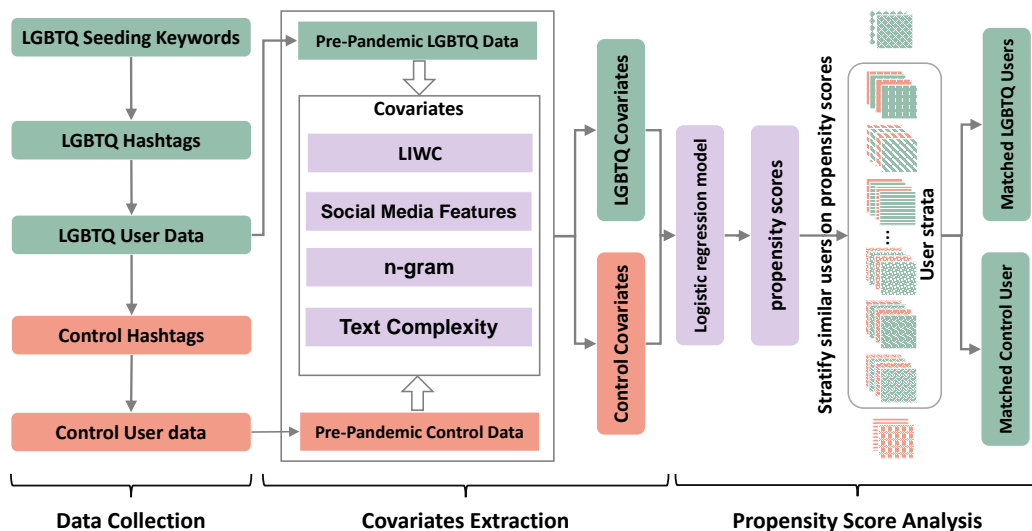 LGBTQ Seeding Keywords
LGBTQ Hashtags
LGBTQ User Data
Control Hashtags
Control User data
Pre-Pandemic LGBTQ Data
Covariates
LIWC
Social Media Features
n-gram
Text Complexity
Pre-Pandemic Control Data
LGBTQ Covariates
Control Covariates
Logistic regression model
propensity scores
Stratify similar users on propensity scores
...
User strata
Matched LGBTQ Users
Matched Control User
Data Collection
Covariates Extraction
Propensity Score Analysis